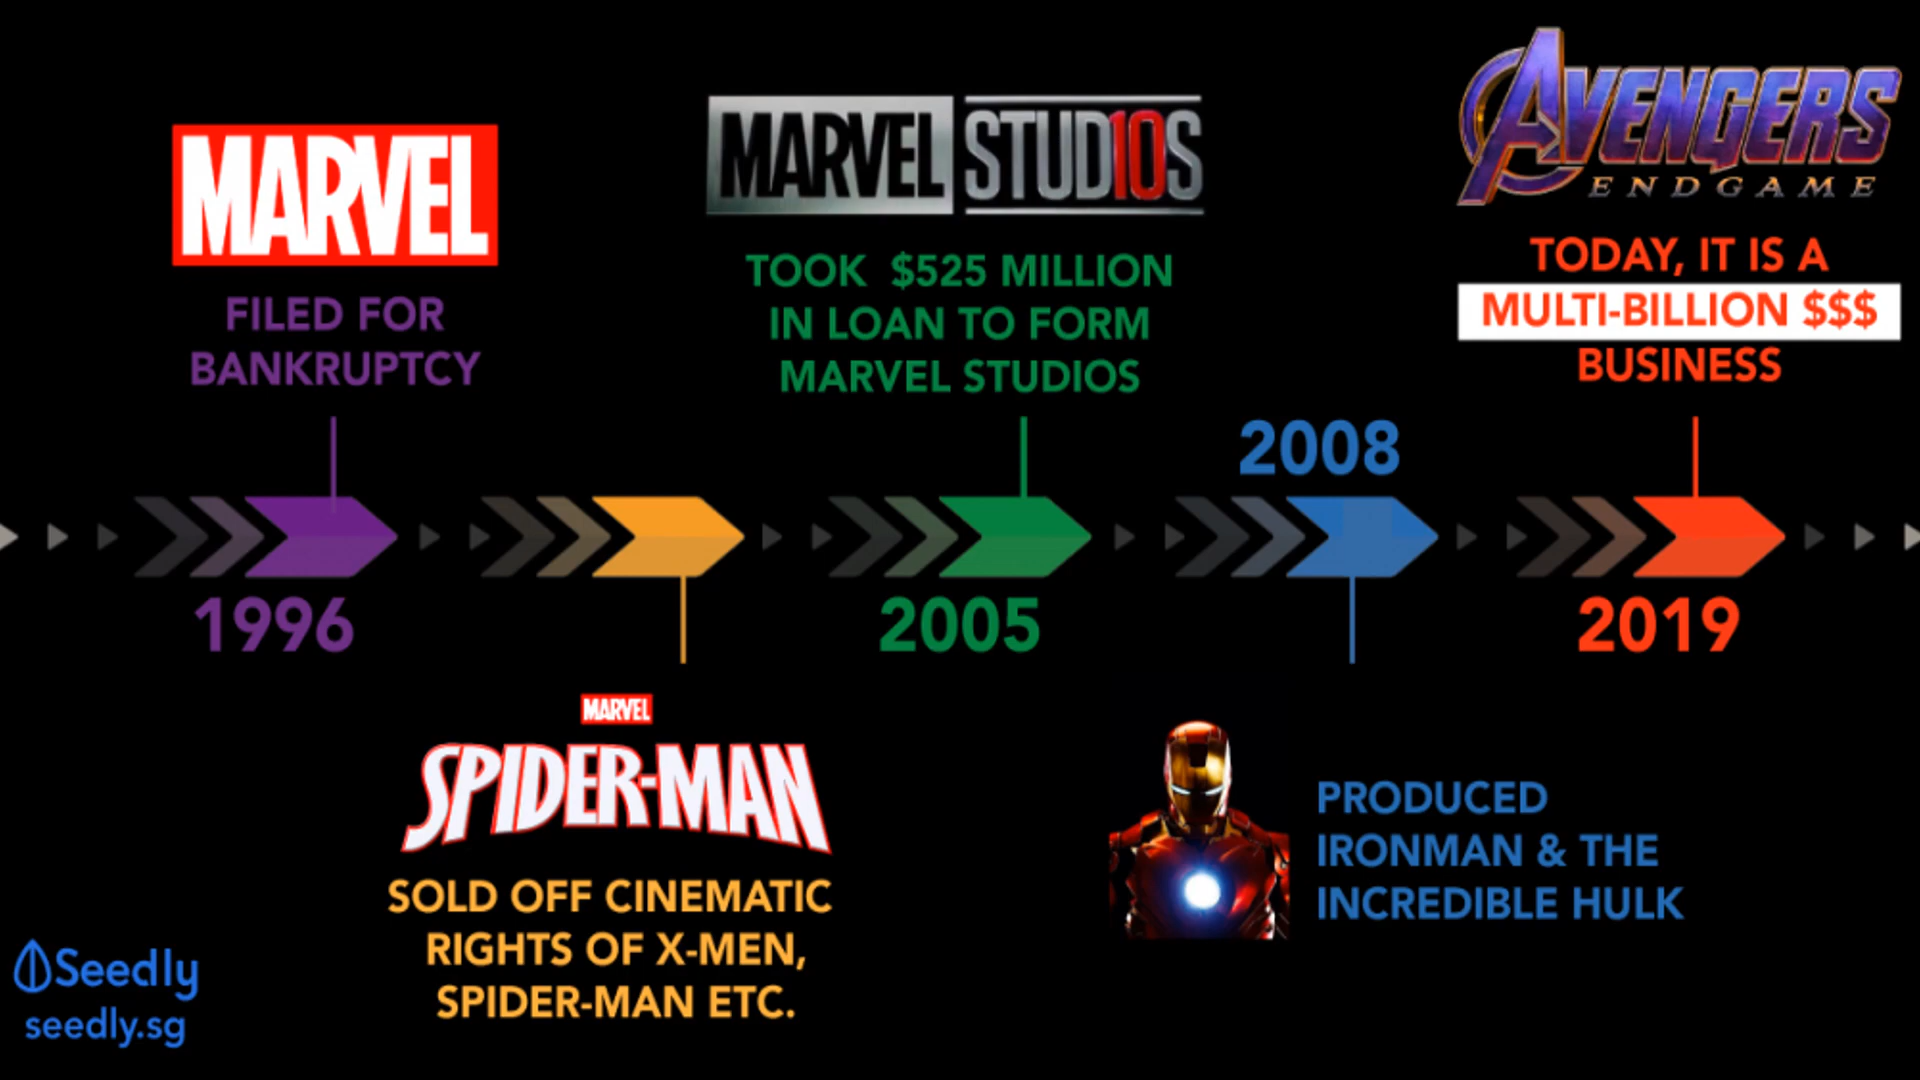 MARVEL
FILED FOR
BANKRUPTCY
1996
MARVEL
SPIDER-MAN
SOLD OFF CINEMATIC
RIGHTS OF X-MEN,
SPIDER-MAN ETC.
MARVEL STUD10S
TOOK $525 MILLION
IN LOAN TO FORM
MARVEL STUDIOS
2005
2008
PRODUCED
IRONMAN & THE
INCREDIBLE HULK
AVENGERS
ENDGAME
TODAY, IT IS A
MULTI-BILLION $$$
BUSINESS
2019
Seedly
seedly.sg